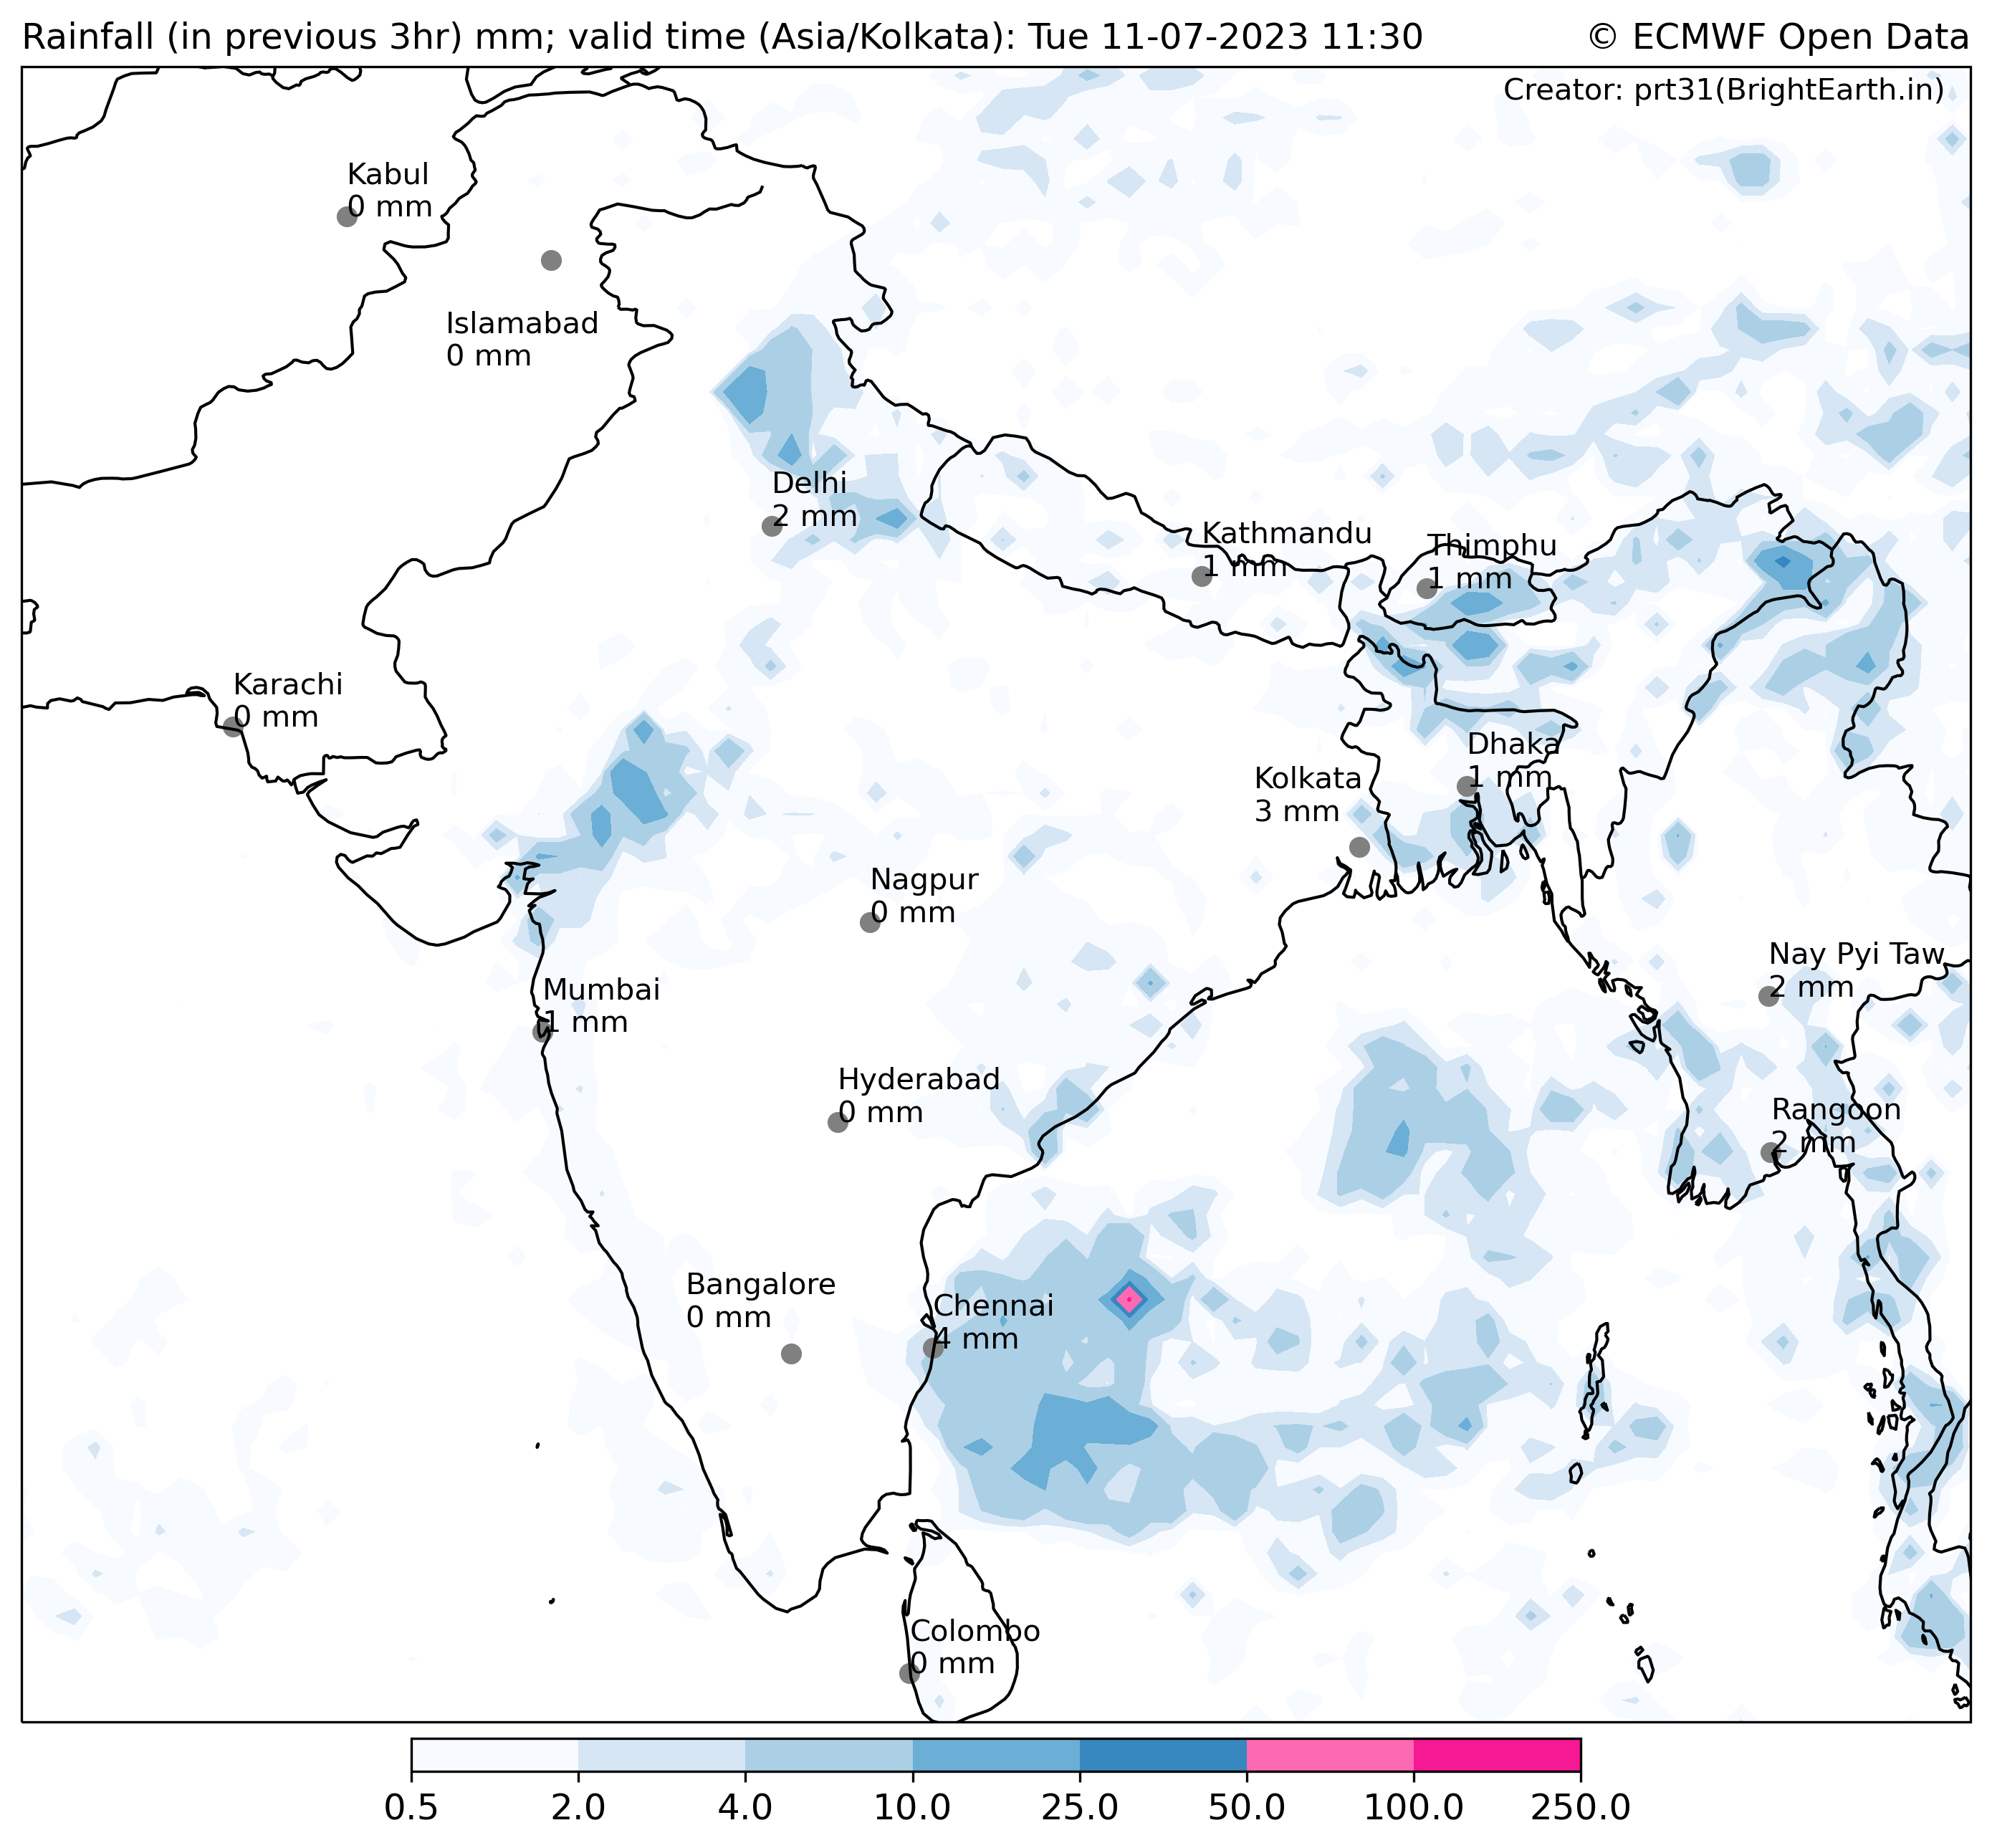 Rainfall (in previous 3hr) mm; valid time (Asia/Kolkata): Tue 11-07-2023 11:30
© ECMWF Open Data
Creator: prt31(BrightEarth.in)
Kabul
0 mm
Islamabad
0 mm
Delhi
2 mm
Kathmandu
1 mm
Thimphu
1 mm
Karachi
0 mm
Dhaka
1 mm
Kolkata
3 mm
Nagpur
0 mm
Nay Pyi Taw
2 mm
Mumbai
1 mm
Hyderabad
0 mm
Rangoon
2 mm
Bangalore
0 mm
Chennai
4 mm
Colombo
0 mm
0.5 2.0 4.0 10.0 25.0 50.0 100.0 250.0